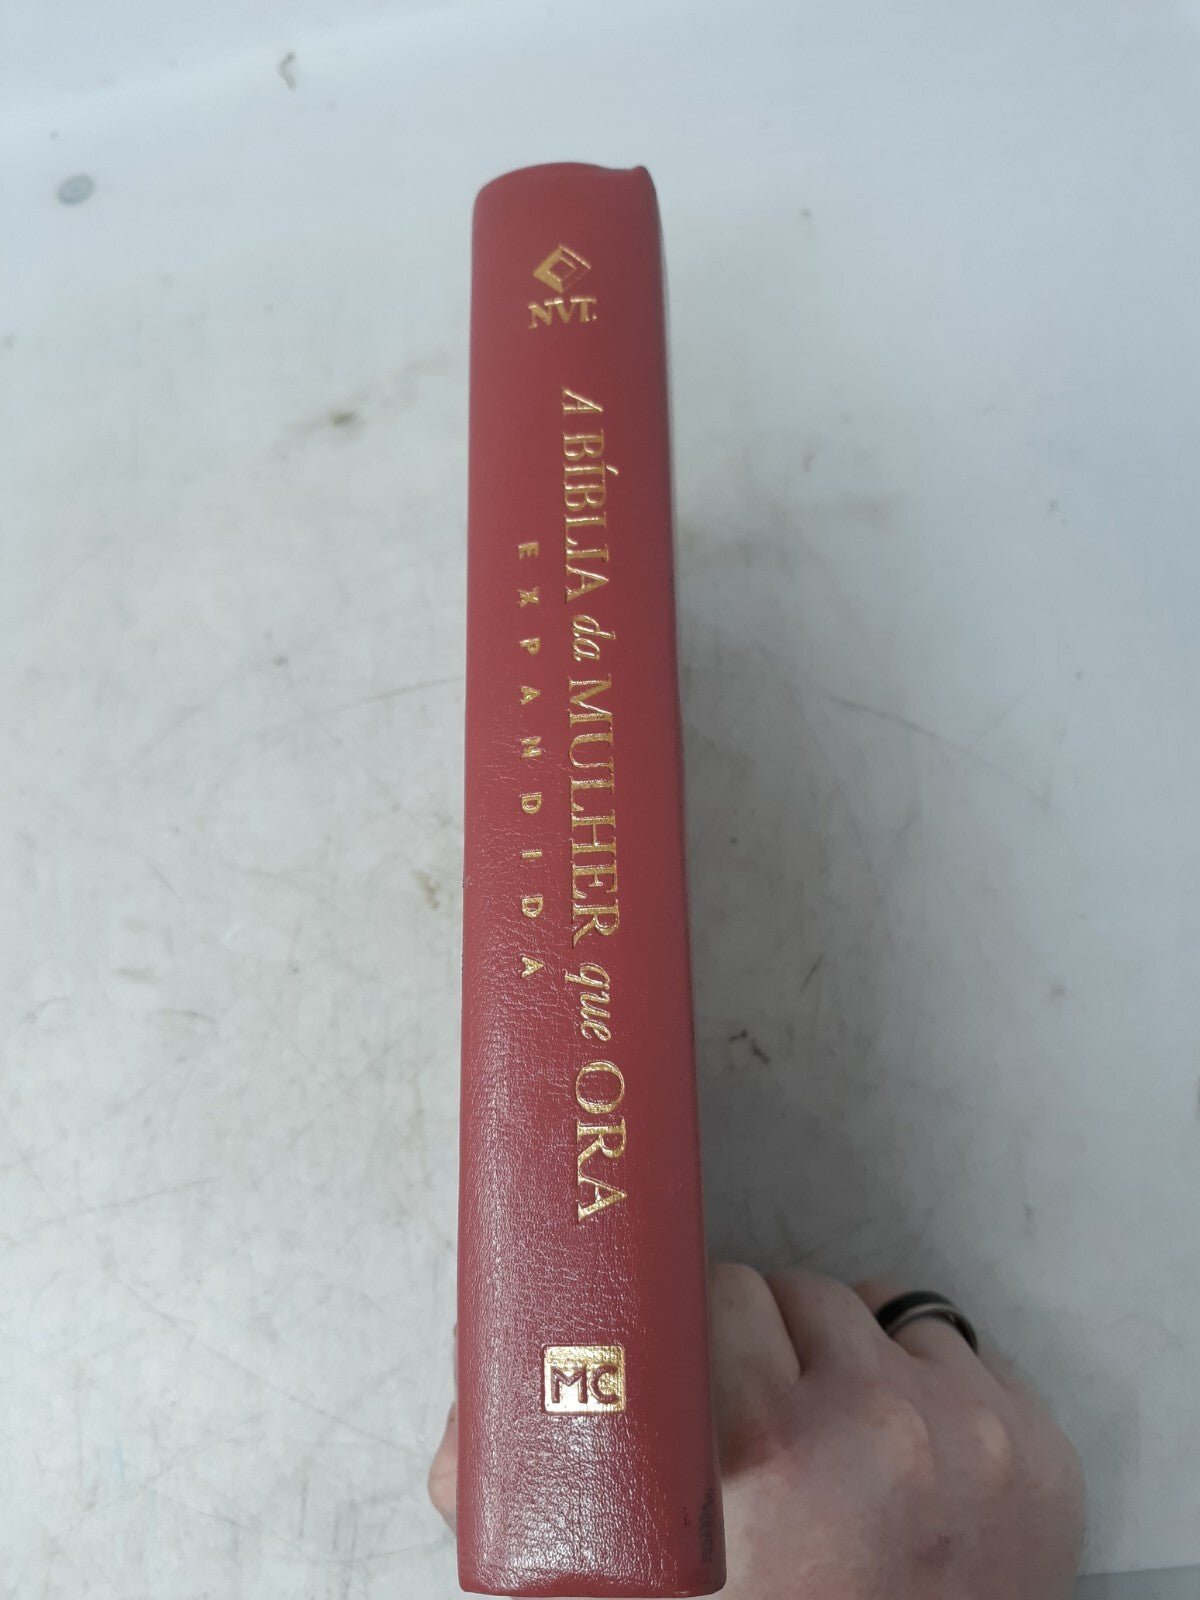 NVT
A BÍBLIA da MULHER que ORA
EXPANDIDA
MC